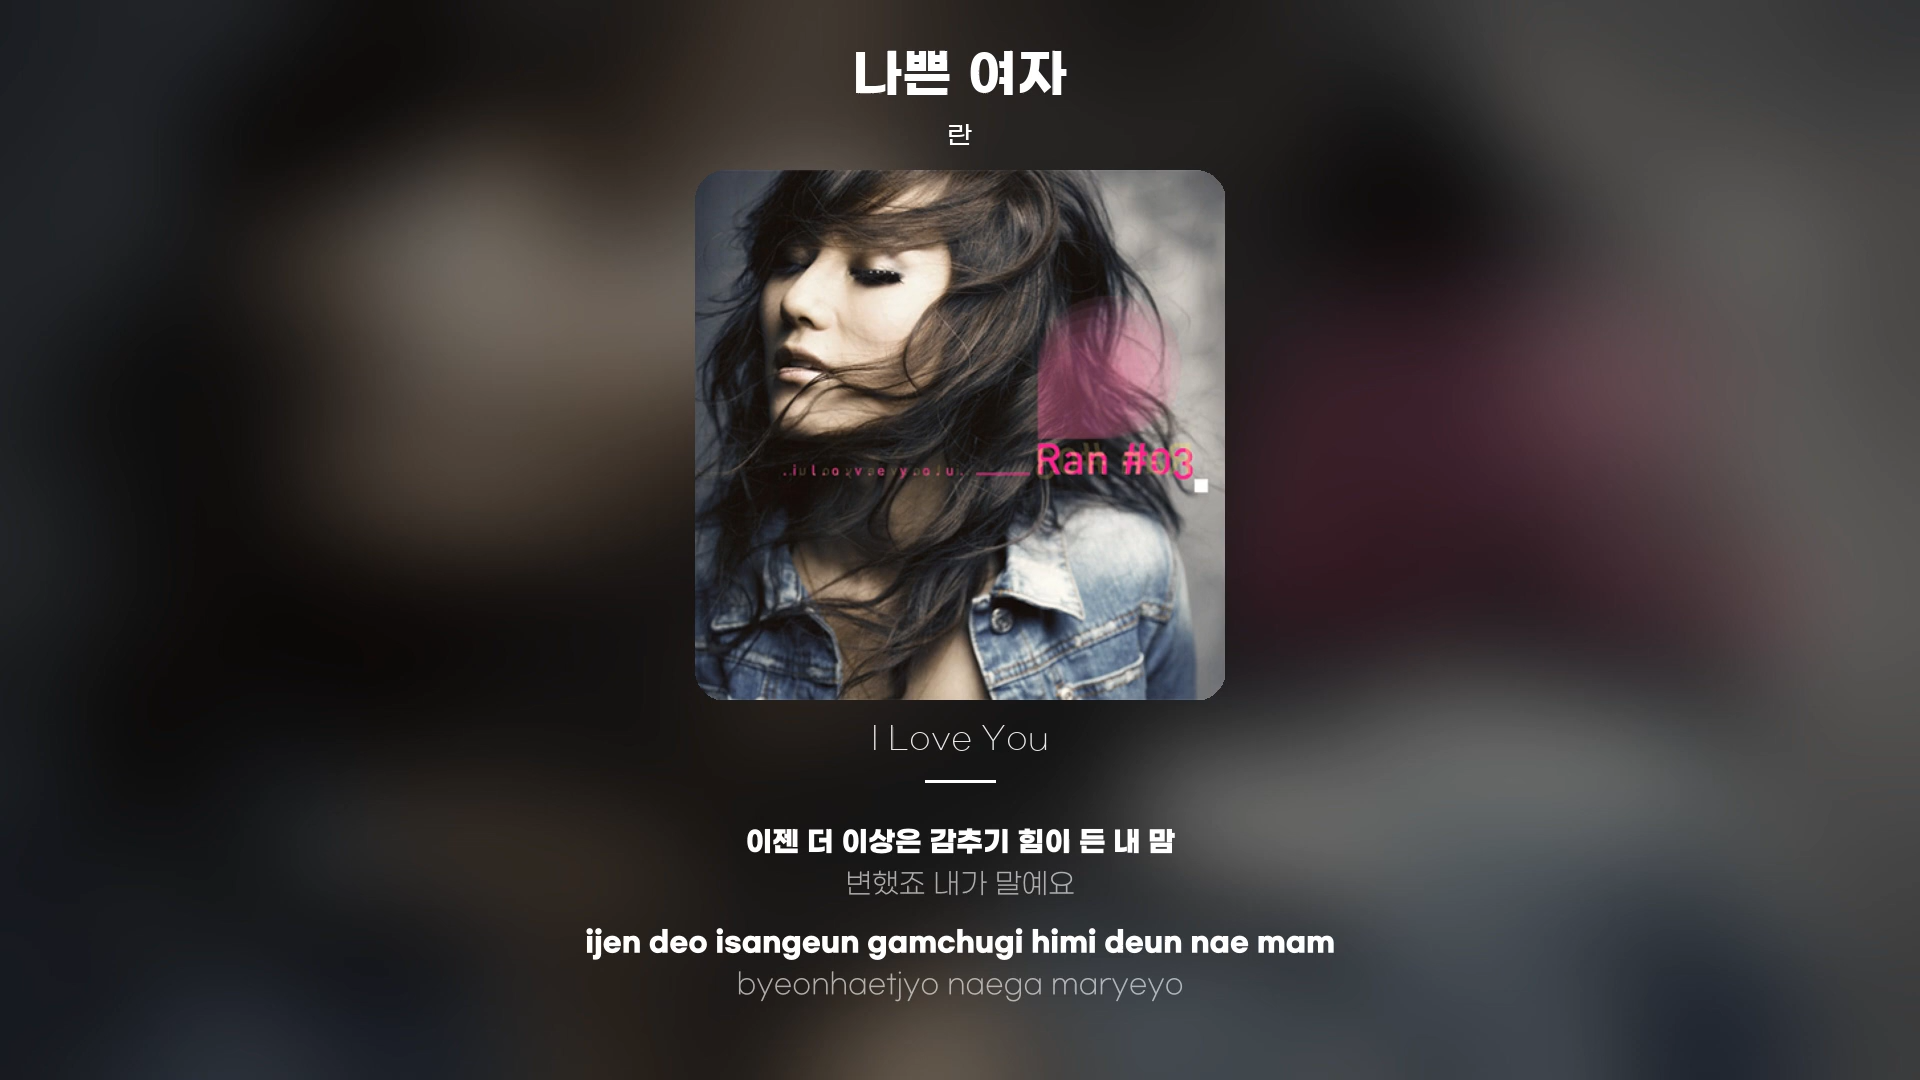 나쁜 여자
란
Ran #03
I Love You
이젠 더 이상은 감추기 힘이 든 내 맘
변했죠 내가 말예요
ijen deo isangeun gamchugi himi deun nae mam
byeonhaetjyo naega maryeyo